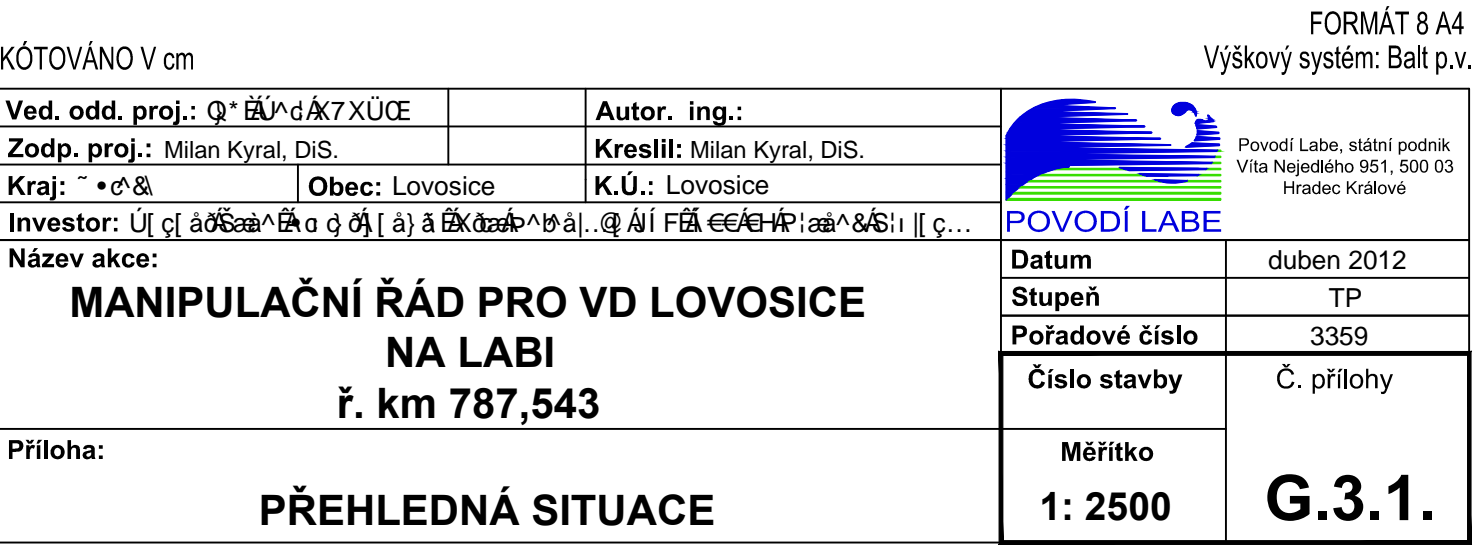 FORMÁT 8 A4
KÓTOVÁNO V cm
Výškový systém: Balt p.v.
Ved. odd. proj.:
Autor. ing.:
Zodp. proj.: Milan Kyral, DiS.
Kreslil: Milan Kyral, DiS.
Kraj:
Obec: Lovosice
K.Ú.: Lovosice
Investor:
POVODÍ LABE
Povodí Labe, státní podnik
Víta Nejedlého 951, 500 03
Hradec Králové
Název akce:
MANIPULAČNÍ ŘÁD PRO VD LOVOSICE
NA LABI
ř. km 787,543
Datum duben 2012
Stupeň TP
Pořadové číslo 3359
Číslo stavby
Č. přílohy
G.3.1.
Příloha:
PŘEHLEDNÁ SITUACE
Měřítko
1: 2500